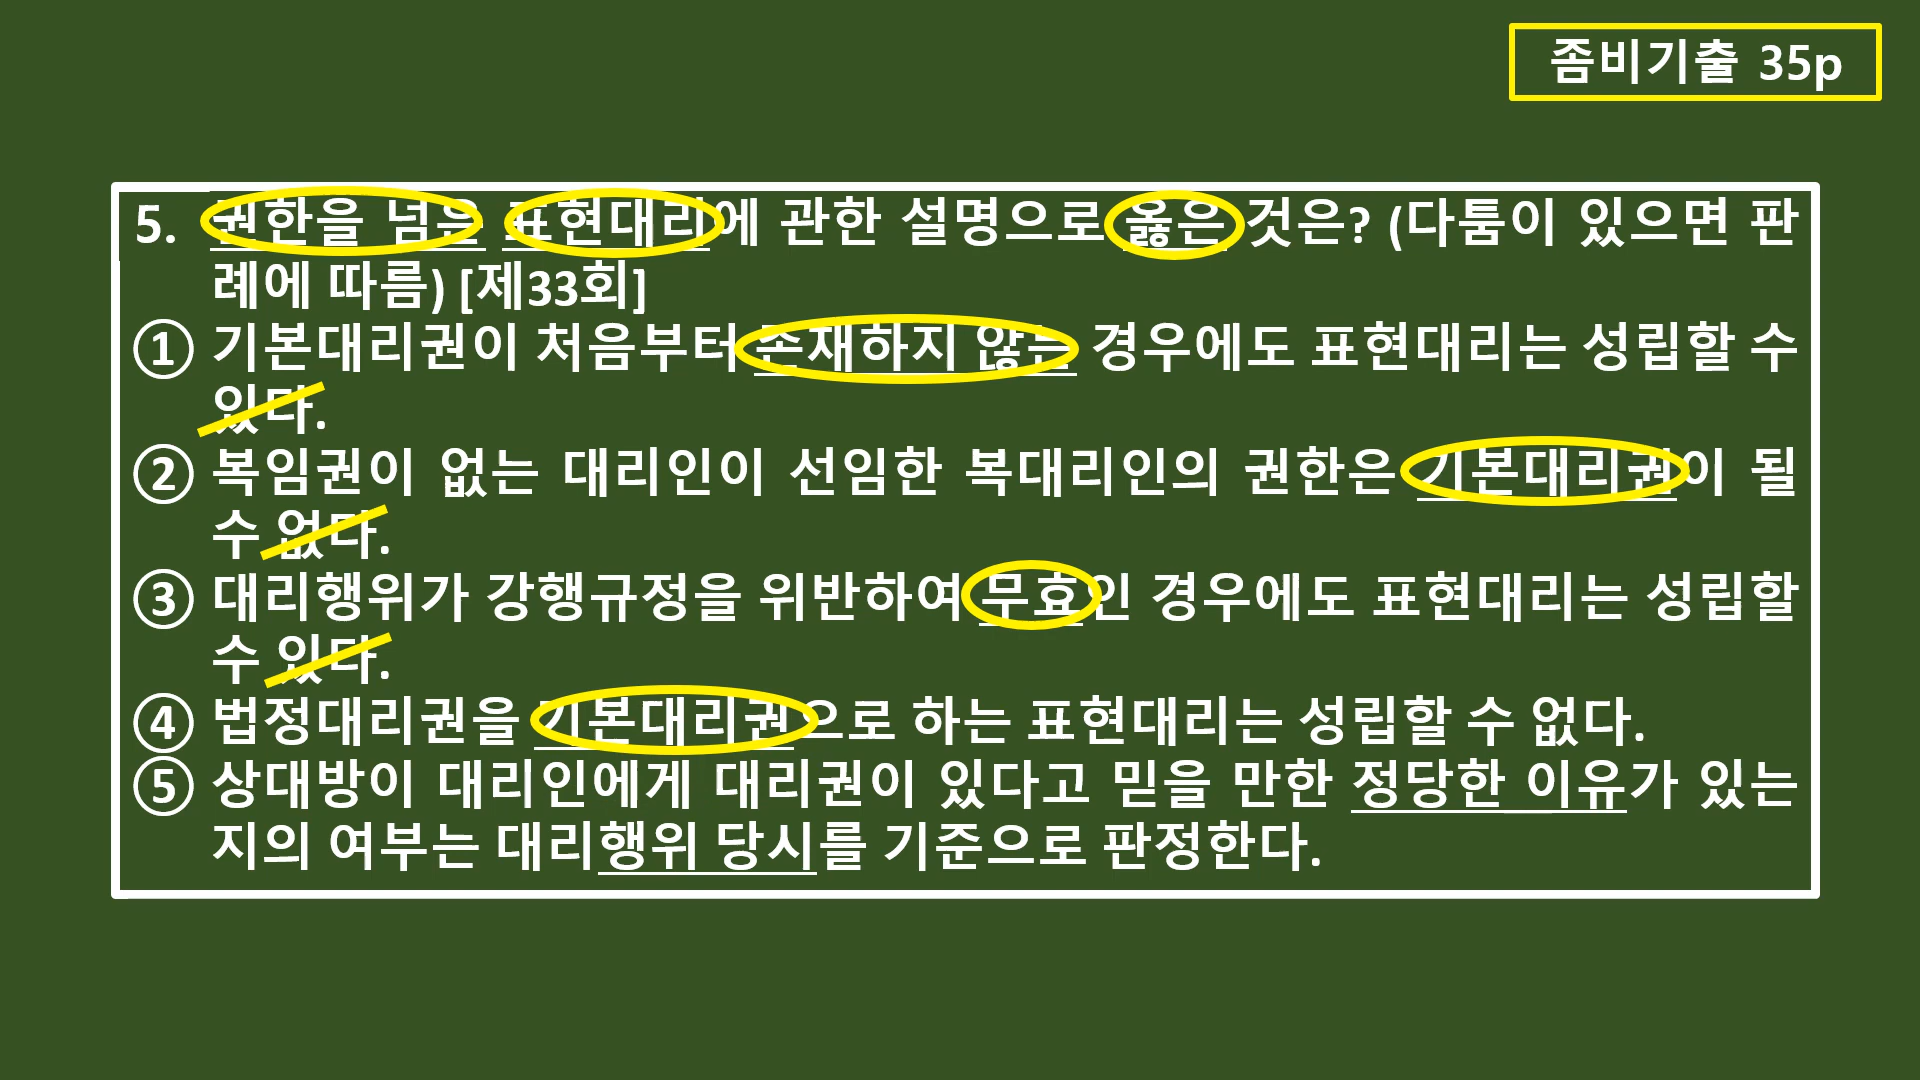 좀비기출 35p
5. 권한을 넘은 표현대리에 관한 설명으로 옳은 것은? (다툼이 있으면 판
례에 따름) [제33회]
① 기본대리권이 처음부터 존재하지 않는 경우에도 표현대리는 성립할 수
있다.
② 복임권이 없는 대리인이 선임한 복대리인의 권한은 기본대리권이 될
수 없다.
③ 대리행위가 강행규정을 위반하여 무효인 경우에도 표현대리는 성립할
수 있다.
④ 법정대리권을 기본대리권으로 하는 표현대리는 성립할 수 없다.
⑤ 상대방이 대리인에게 대리권이 있다고 믿을 만한 정당한 이유가 있는
지의 여부는 대리행위 당시를 기준으로 판정한다.